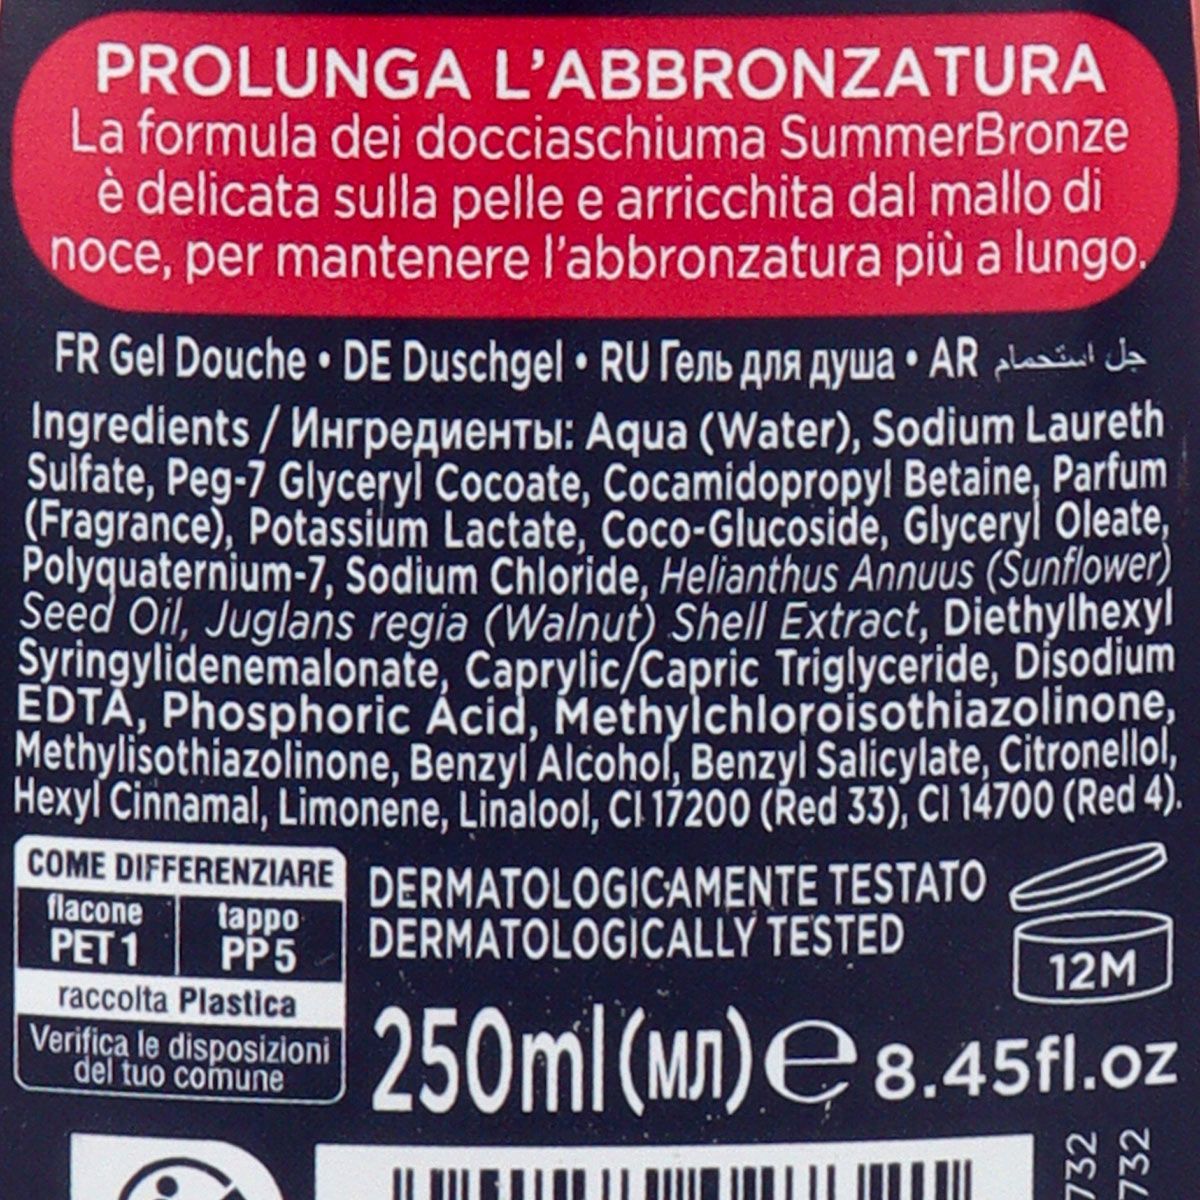 PROLUNGA L'ABBRONZATURA
La formula dei docciaschiuma SummerBronze
è delicata sulla pelle e arricchita dal mallo di
noce, per mantenere l'abbronzatura più a lungo.
FR Gel Douche • DE Duschgel • RU Гель для душа • AR جل استحمام
Ingredients / Ингредиенты: Aqua (Water), Sodium Laureth
Sulfate, Peg-7 Glyceryl Cocoate, Cocamidopropyl Betaine, Parfum
(Fragrance), Potassium Lactate, Coco-Glucoside, Glyceryl Oleate,
Polyquaternium-7, Sodium Chloride, Helianthus Annuus (Sunflower)
Seed Oil, Juglans regia (Walnut) Shell Extract, Diethylhexyl
Syringylidenemalonate, Caprylic/Capric Triglyceride, Disodium
EDTA, Phosphoric Acid, Methylchloroisothiazolinone,
Methylisothiazolinone, Benzyl Alcohol, Benzyl Salicylate, Citronellol,
Hexyl Cinnamal, Limonene, Linalool, CI 17200 (Red 33), CI 14700 (Red 4).
COME DIFFERENZIARE
flacone tappo
PET 1 PP 5
raccolta Plastica
Verifica le disposizioni
del tuo comune
DERMATOLOGICAMENTE TESTATO
DERMATOLOGICALLY TESTED
12M
250ml (мл) e 8.45fl.oz
732
732